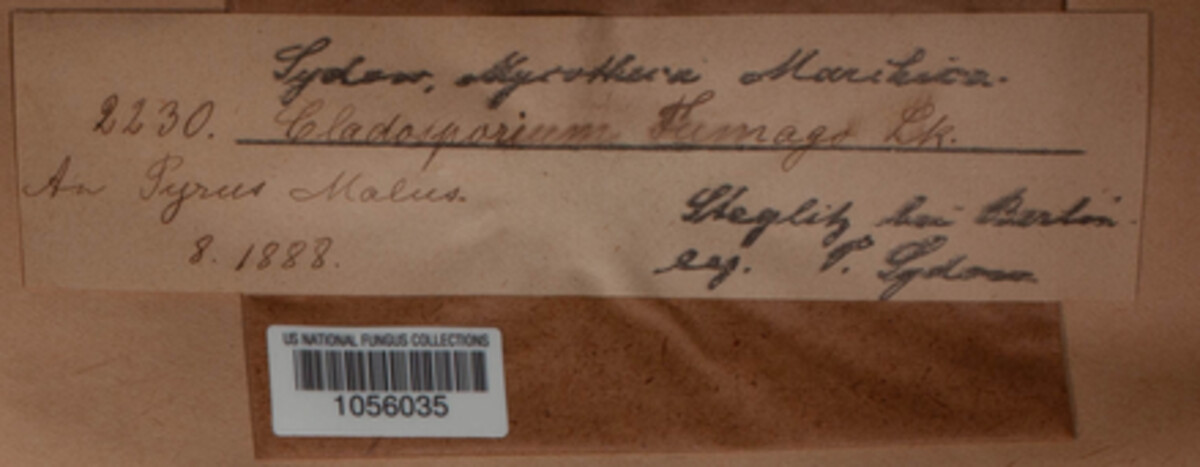 Sydow, Mycotheca Marchica.
2230. Cladosporium Fumago Lk.
An Pyrus Malus.
8. 1888.
Steglitz bei Berlin.
leg. P. Sydow.
US NATIONAL FUNGUS COLLECTIONS
1056035